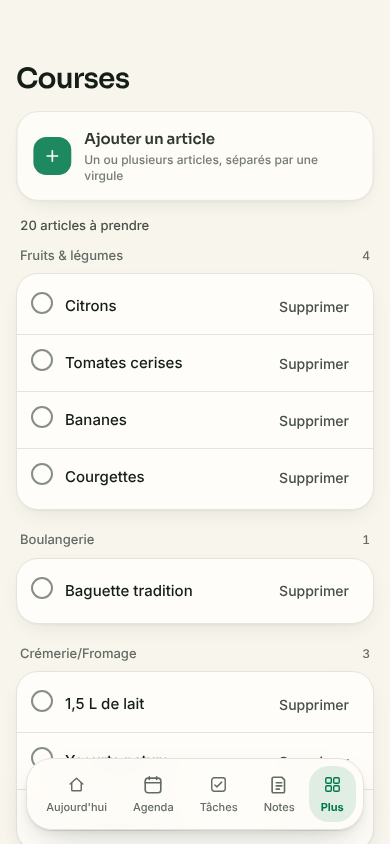 Courses
Ajouter un article
Un ou plusieurs articles, séparés par une
virgule
20 articles à prendre
Fruits & légumes 4
Citrons Supprimer
Tomates cerises Supprimer
Bananes Supprimer
Courgettes Supprimer
Boulangerie 1
Baguette tradition Supprimer
Crémerie/Fromage 3
1,5 L de lait Supprimer
Aujourd'hui Agenda Tâches Notes Plus